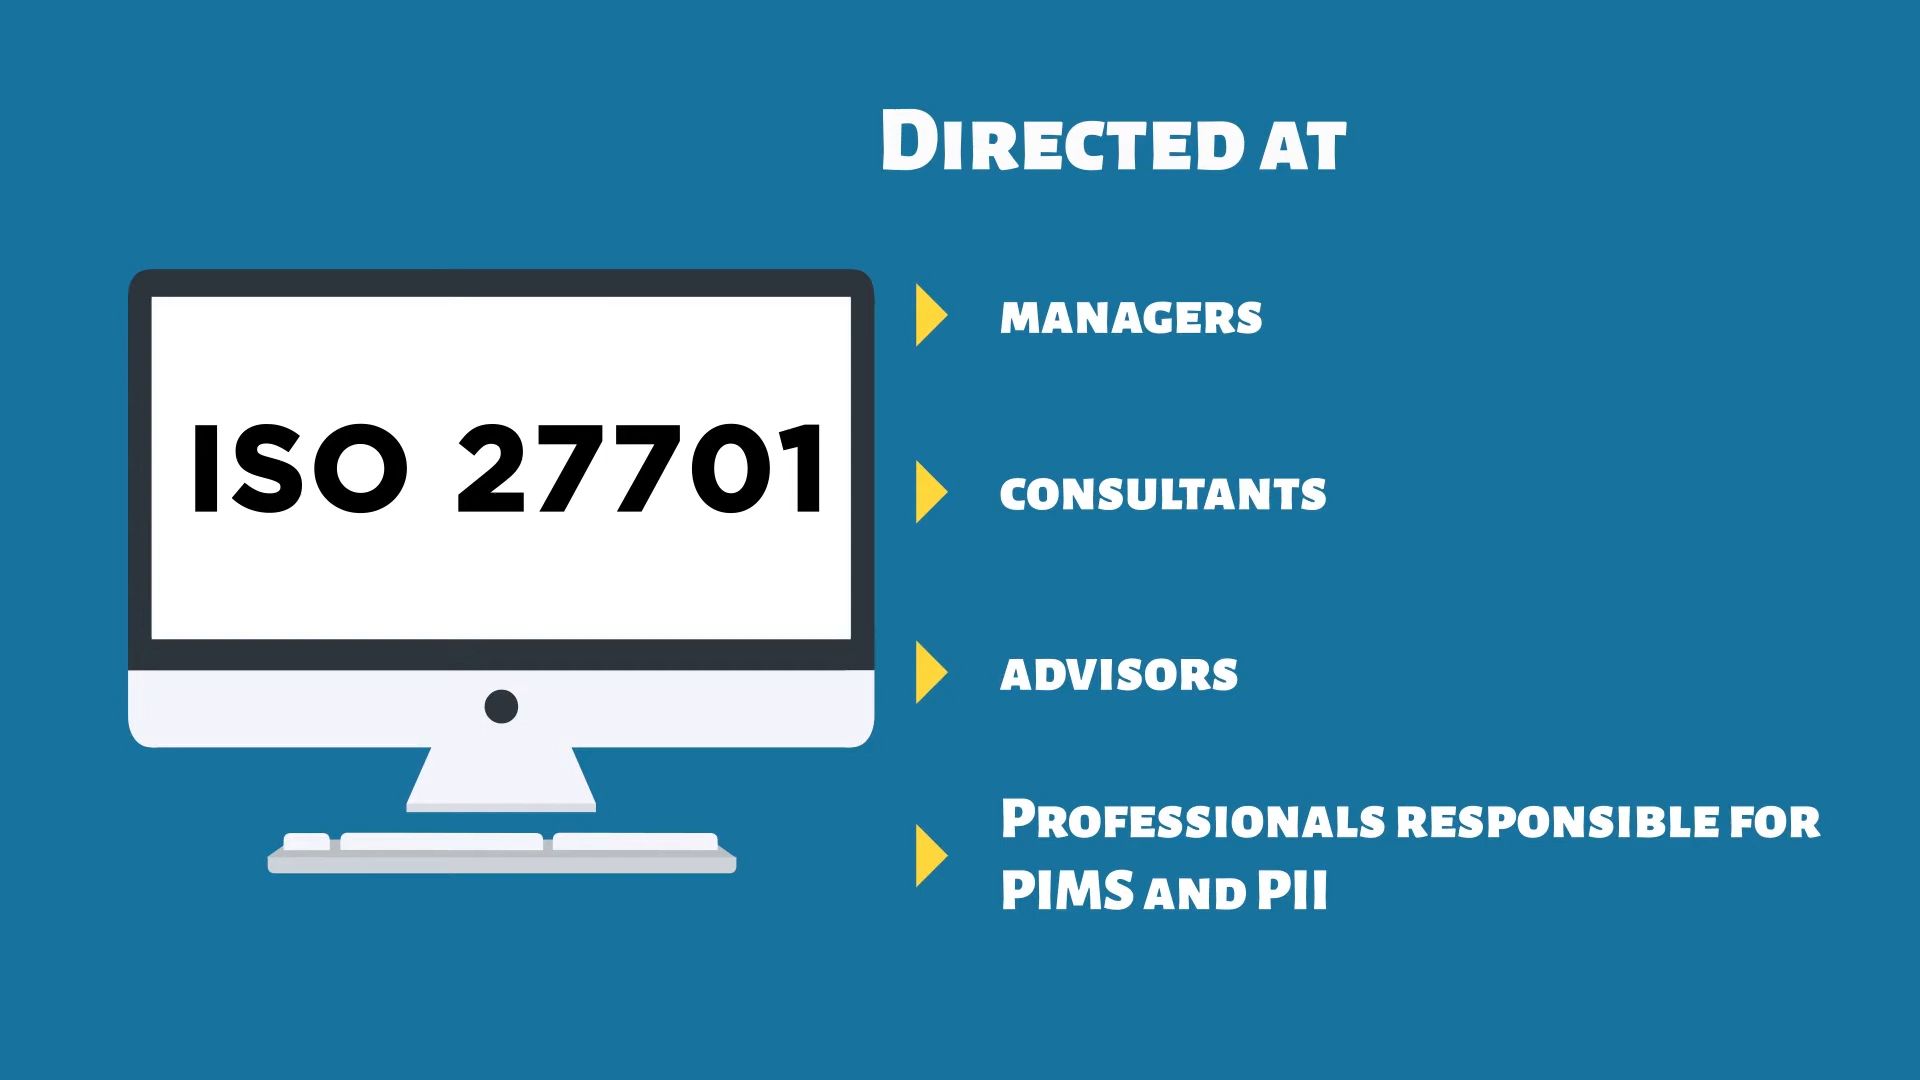 Directed at
ISO 27701
managers
consultants
advisors
Professionals responsible for
PIMS and PII